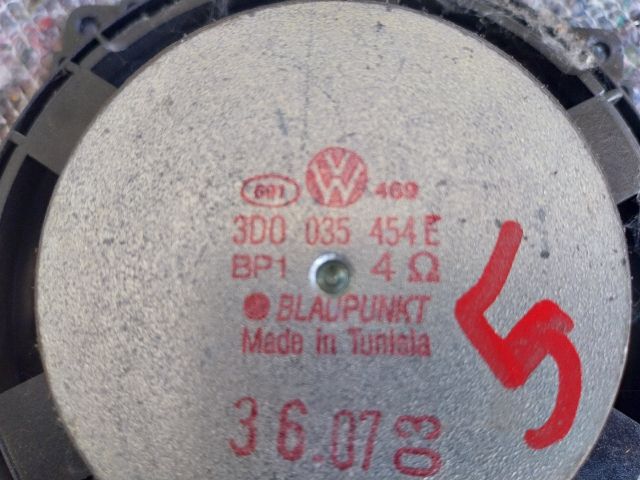 691 VW 469
3D0 035 454 E
BP1 4 Ω
BLAUPUNKT
Made in Tunisia
36.07 03
5